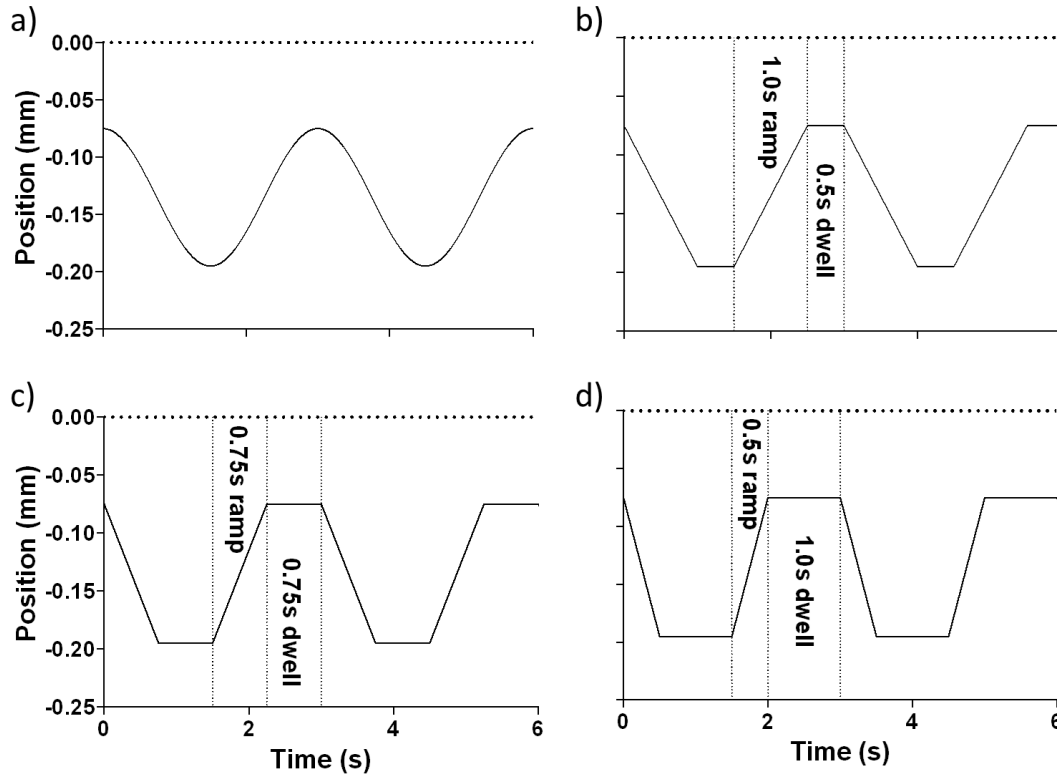 a)
0.00
-0.05
-0.10
-0.15
-0.20
-0.25
Position (mm)
b)
1.0s ramp
0.5s dwell
c)
0.00
-0.05
-0.10
-0.15
-0.20
-0.25
Position (mm)
0.75s ramp
0.75s dwell
0
2
4
6
Time (s)
d)
0.5s ramp
1.0s dwell
0
2
4
6
Time (s)